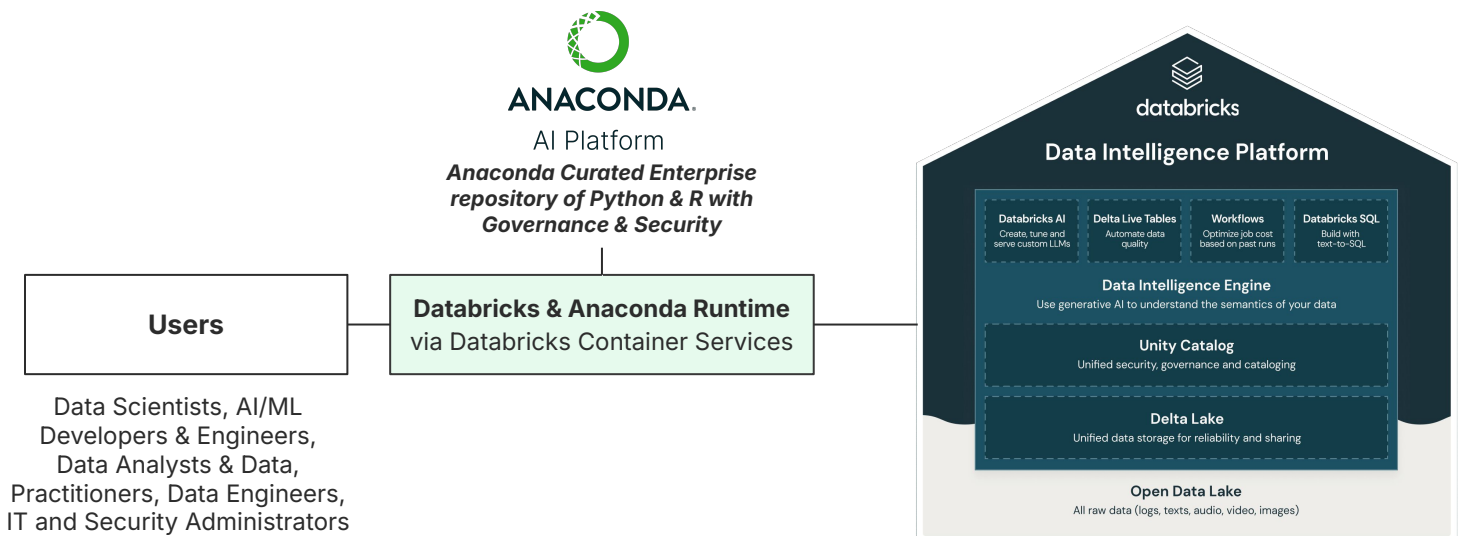 ANACONDA.
AI Platform
Anaconda Curated Enterprise
repository of Python & R with
Governance & Security
Users
Data Scientists, AI/ML
Developers & Engineers,
Data Analysts & Data,
Practitioners, Data Engineers,
IT and Security Administrators
Databricks & Anaconda Runtime
via Databricks Container Services
databricks
Data Intelligence Platform
Databricks AI
Create, tune and
serve custom LLMs
Delta Live Tables
Automate data
quality
Workflows
Optimize job cost
based on past runs
Databricks SQL
Build with
text-to-SQL
Data Intelligence Engine
Use generative AI to understand the semantics of your data
Unity Catalog
Unified security, governance and cataloging
Delta Lake
Unified data storage for reliability and sharing
Open Data Lake
All raw data (logs, texts, audio, video, images)